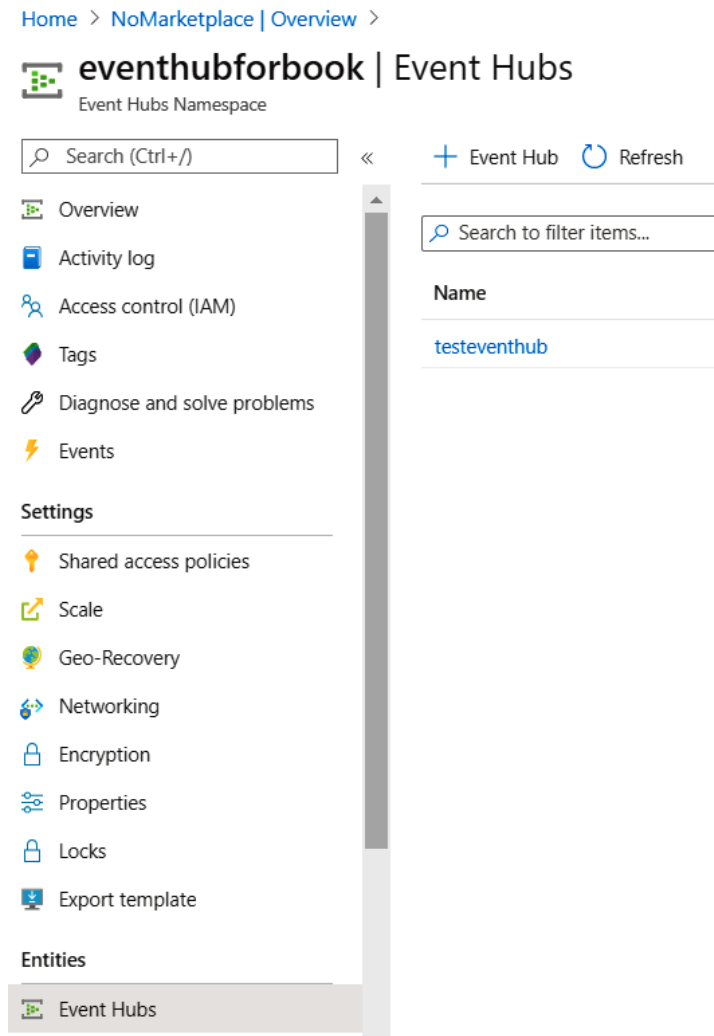 Home > NoMarketplace | Overview >
eventhubforbook | Event Hubs
Event Hubs Namespace
Search (Ctrl+/)
«
Overview
Activity log
Access control (IAM)
Tags
Diagnose and solve problems
Events
Settings
Shared access policies
Scale
Geo-Recovery
Networking
Encryption
Properties
Locks
Export template
Entities
Event Hubs
+ Event Hub
Refresh
Search to filter items...
Name
testeventhub